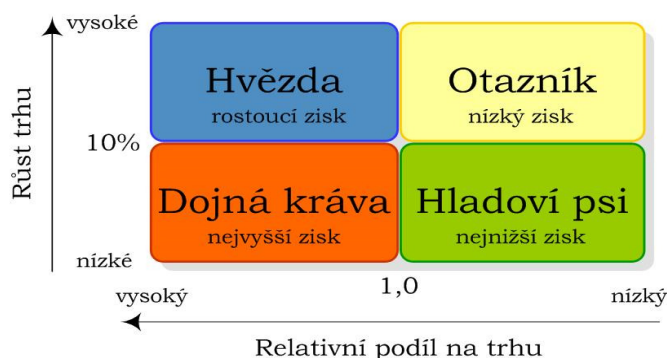 vysoké
Růst trhu
Hvězda
rostoucí zisk
Otazník
nízký zisk
10%
Dojná kráva
nejvyšší zisk
Hladoví psi
nejnižší zisk
nízké
vysoký
1,0
nízký
Relativní podíl na trhu